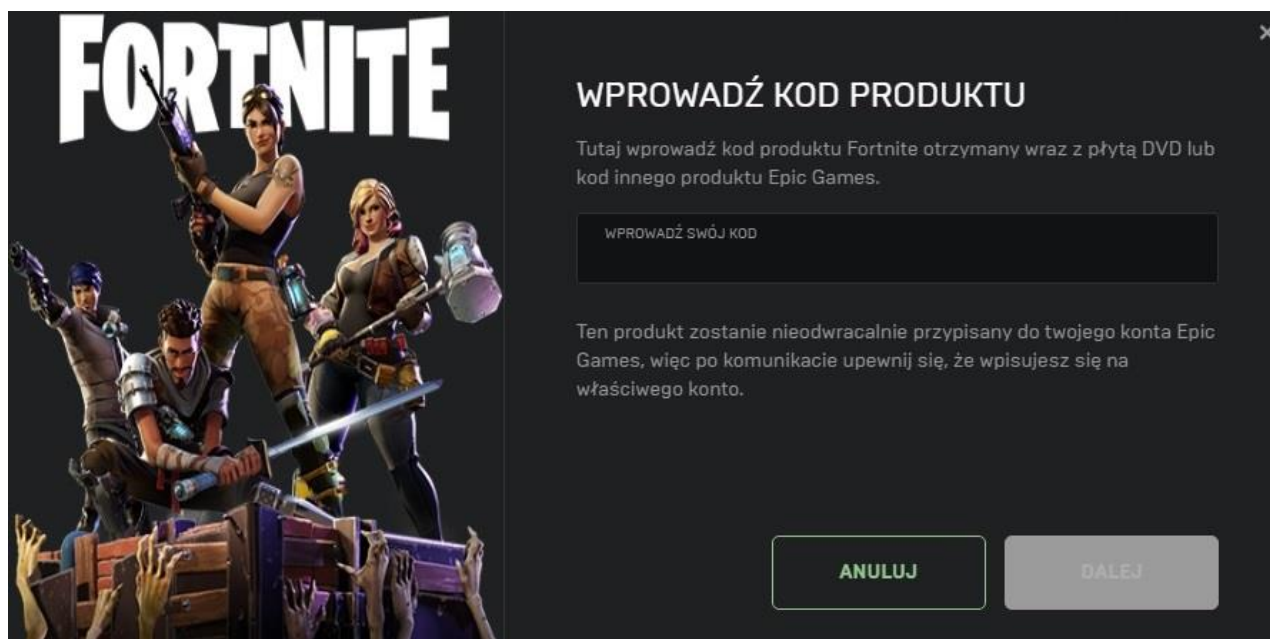 FORTNITE
WPROWADŹ KOD PRODUKTU
Tutaj wprowadź kod produktu Fortnite otrzymany wraz z płytą DVD lub
kod innego produktu Epic Games.
WPROWADŹ SWÓJ KOD
Ten produkt zostanie nieodwracalnie przypisany do twojego konta Epic
Games, więc po komunikacie upewnij się, że wpisujesz się na
właściwego konto.
ANULUJ
DALEJ